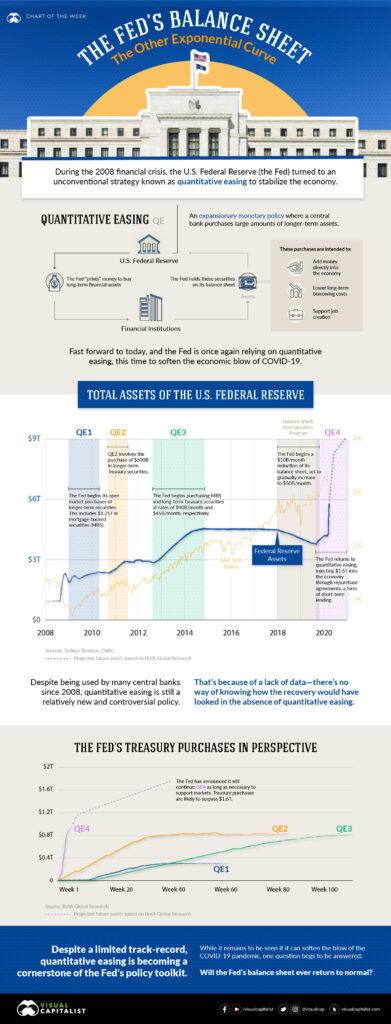 CHART OF THE WEEK
THE FED'S BALANCE SHEET
The Other Exponential Curve
During the 2008 financial crisis, the U.S. Federal Reserve (the Fed) turned to an
unconventional strategy known as quantitative easing to stabilize the economy.
QUANTITATIVE EASING QE
An expansionary monetary policy where a central
bank purchases large amounts of longer-term assets.
U.S. Federal Reserve
The Fed "prints" money to buy
long-term financial assets
The Fed holds these securities
on its balance sheet
Assets
Financial Institutions
These purchases are intended to:
Add money
directly into the
economy
Lower long-term
borrowing costs
Support job
creation
Fast forward to today, and the Fed is once again relying on quantitative
easing, this time to soften the economic blow of COVID-19.
TOTAL ASSETS OF THE U.S. FEDERAL RESERVE
QE1
QE2
QE3
Balance Sheet
Normalization
Program
QE4
$9T
$6T
$3T
$0
4K
3K
2K
1K
QE2 involves the
purchase of $600B
in longer-term
Treasury securities.
The Fed begins a
$10B/month
reduction of its
balance sheet, set to
gradually increase
to $50B/month.
The Fed begins its open
market purchases of
longer-term securities.
This includes $1.25T in
mortgage-backed
securities (MBS).
The Fed begins purchasing MBS
and long-term Treasury securities
at rates of $40B/month and
$45B/month, respectively.
S&P 500
Index
Federal Reserve
Assets
The Fed returns to
quantitative easing,
injecting $1.5T into
the economy
through repurchase
agreements, a form
of short-term
lending.
2008
2010
2012
2014
2016
2018
2020
Sources: Federal Reserve, CNBC
Projected future assets based on BofA Global Research
Despite being used by many central banks
since 2008, quantitative easing is still a
relatively new and controversial policy.
That's because of a lack of data—there's no
way of knowing how the recovery would have
looked in the absence of quantitative easing.
THE FED'S TREASURY PURCHASES IN PERSPECTIVE
$2T
$1.6T
$1.2T
$0.8T
$0.4T
0
The Fed has announced it will
continue QE4 as long as necessary to
support markets. Treasury purchases
are likely to surpass $1.6T.
QE4
QE2
QE3
QE1
Week 1
Week 20
Week 40
Week 60
Week 80
Week 100
Source: BofA Global Research
Projected future assets based on BofA Global Research
Despite a limited track-record,
quantitative easing is becoming a
cornerstone of the Fed's policy toolkit.
While it remains to be seen if it can soften the blow of the
COVID-19 pandemic, one question begs to be answered:
Will the Fed's balance sheet ever return to normal?
VISUAL
CAPITALIST
/visualcapitalist
@visualcap
visualcapitalist.com